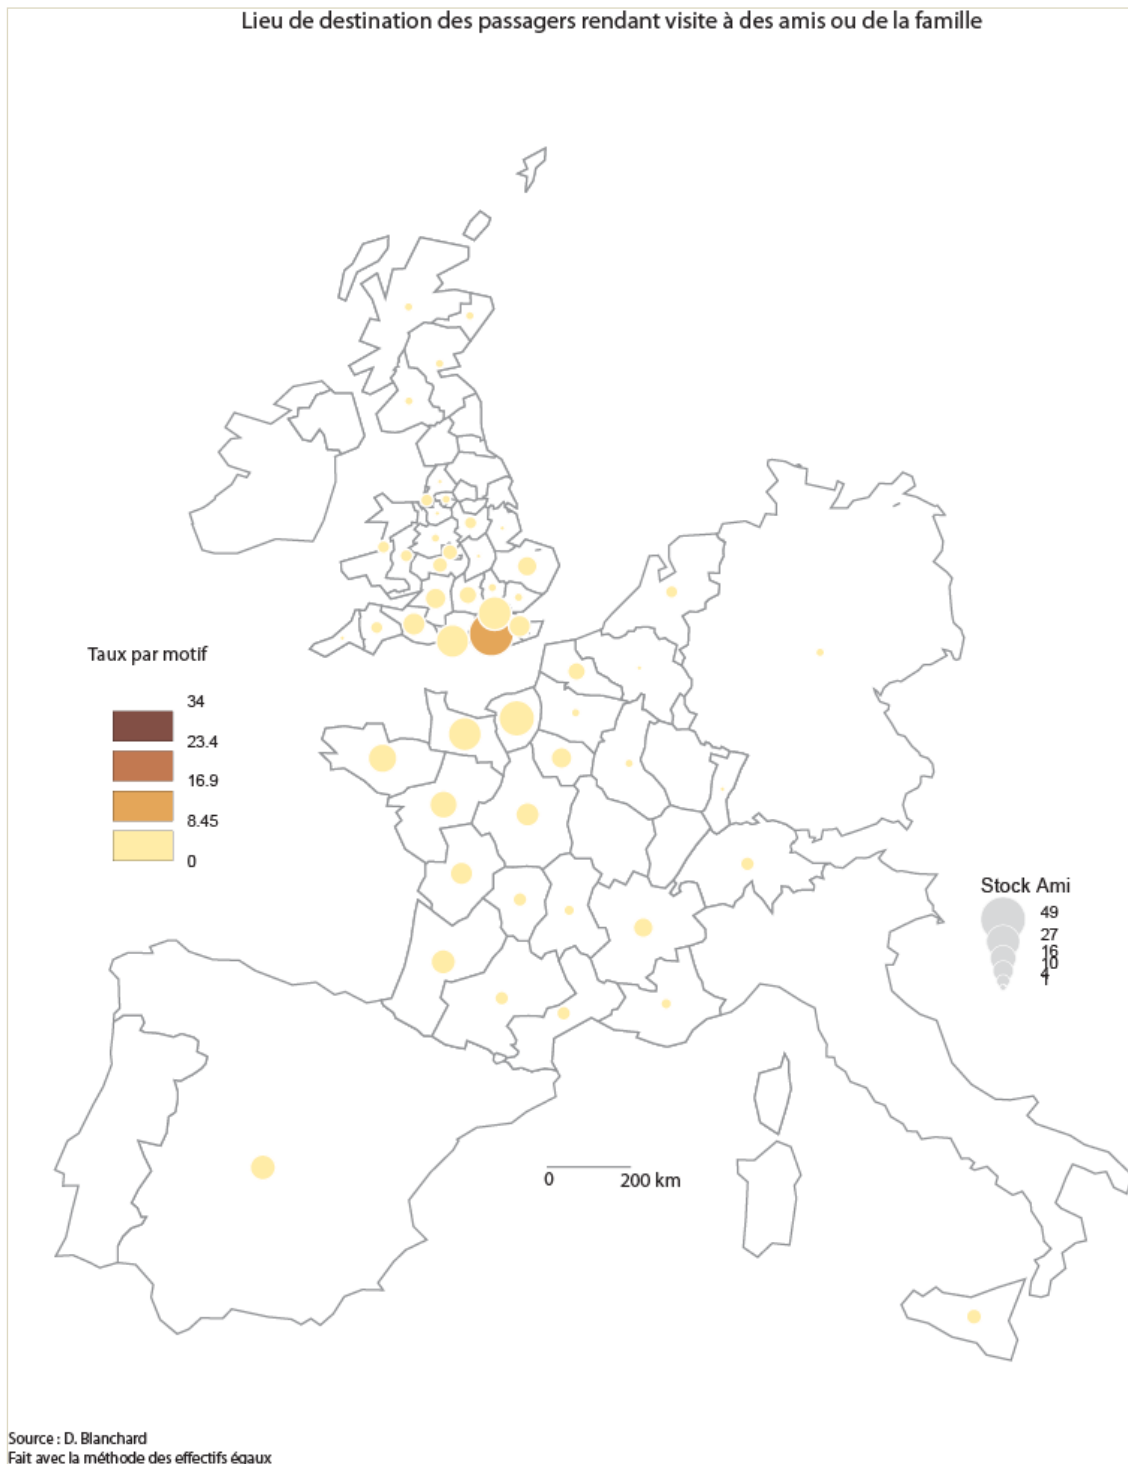 Lieu de destination des passagers rendant visite à des amis ou de la famille
Taux par motif
34
23.4
16.9
8.45
0
Stock Ami
49
27
16
10
4
1
0 200 km
Source : D. Blanchard
Fait avec la méthode des effectifs égaux